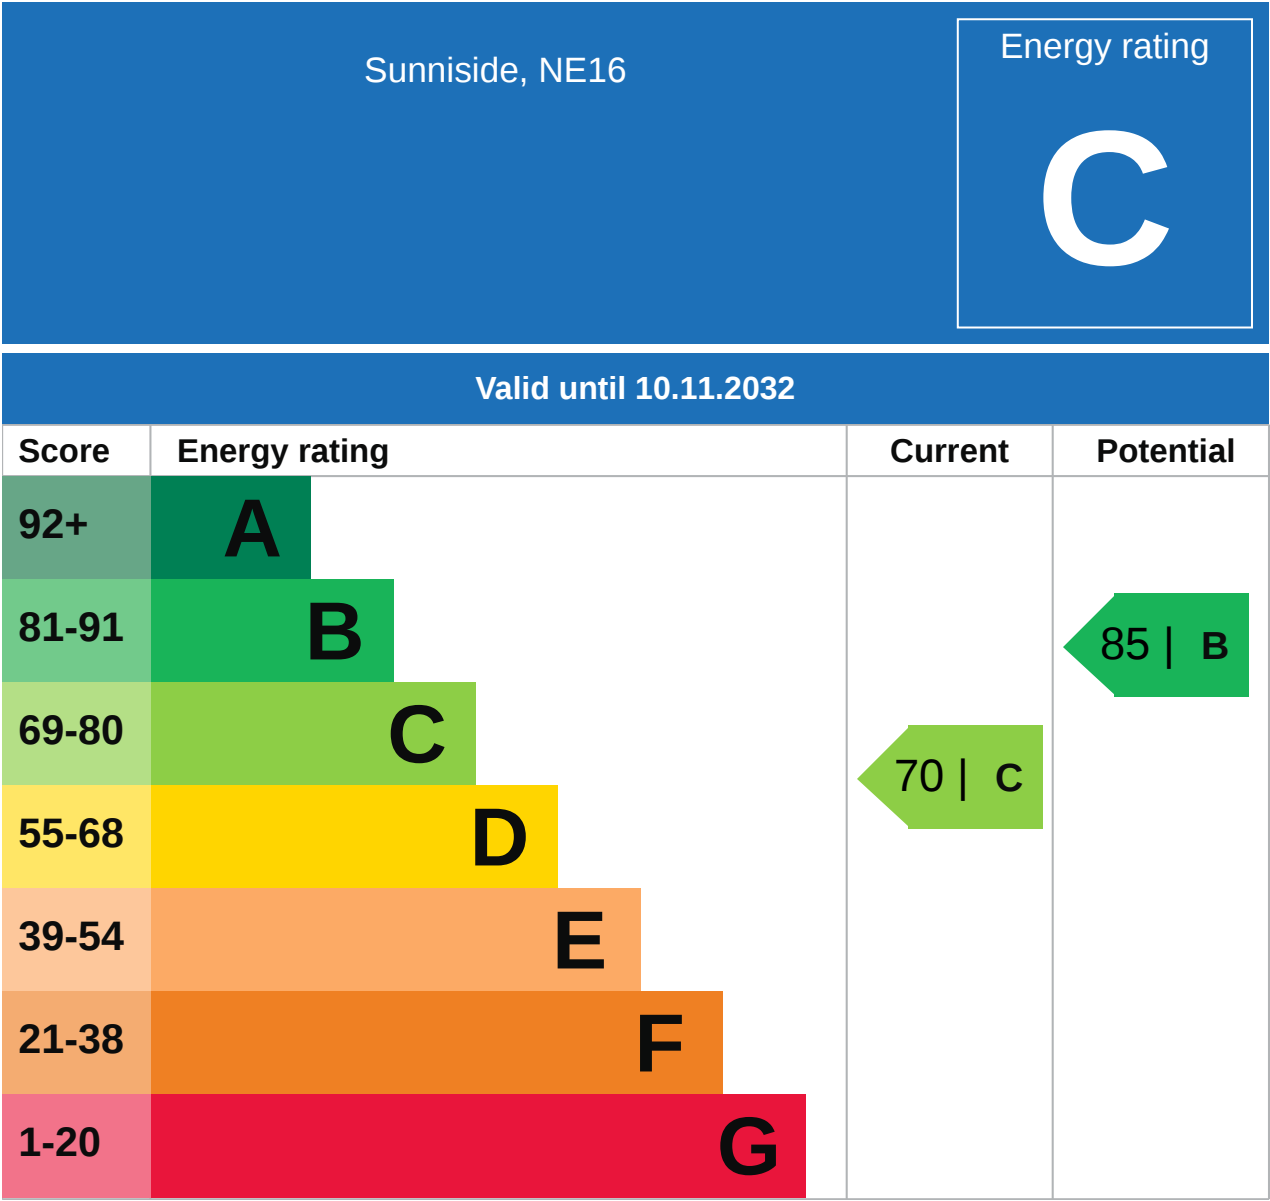 Sunniside, NE16
Energy rating
C
Valid until 10.11.2032
Score Energy rating Current Potential
92+ A
81-91 B
85 | B
69-80 C
70 | C
55-68 D
39-54 E
21-38 F
1-20 G